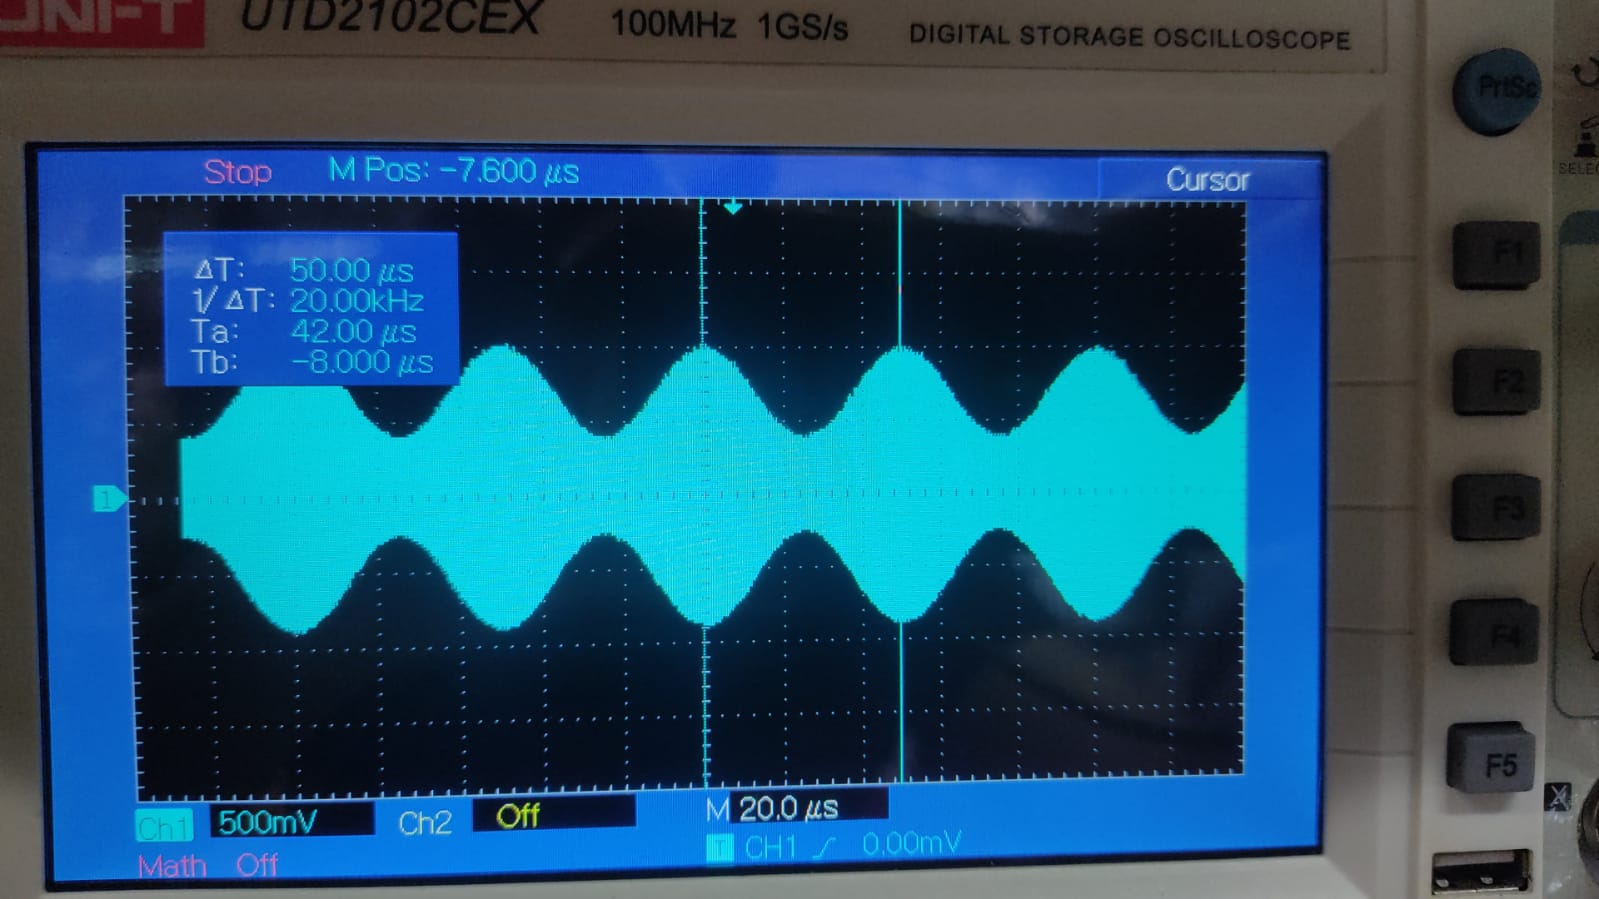 UNI-T UTD2102CEX 100MHz 1GS/s DIGITAL STORAGE OSCILLOSCOPE
PrtSc
Stop M Pos: -7.600 μs Cursor
ΔT: 50.00 μs
1/ΔT: 20.00kHz
Ta: 42.00 μs
Tb: -8.000 μs
F1
F2
1
F3
F4
F5
Ch1 500mV Ch2 Off M 20.0 μs
T CH1 0.00mV
Math Off